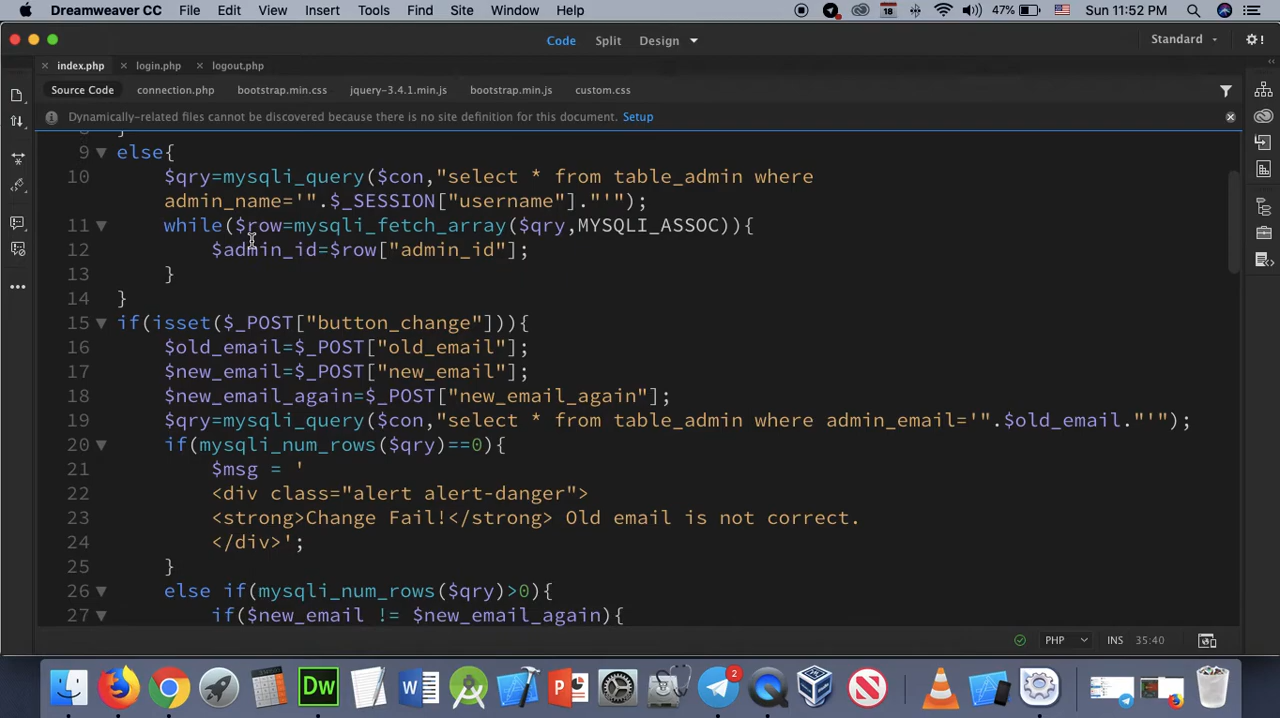 Dreamweaver CC File Edit View Insert Tools Find Site Window Help 18 47% Sun 11:52 PM
Code Split Design Standard
index.php login.php logout.php
Source Code connection.php bootstrap.min.css jquery-3.4.1.min.js bootstrap.min.js custom.css
Dynamically-related files cannot be discovered because there is no site definition for this document. Setup
9 else{
10 $qry=mysqli_query($con,"select * from table_admin where
admin_name='".$_SESSION["username"]."'");
11 while($row=mysqli_fetch_array($qry,MYSQLI_ASSOC)){
12 $admin_id=$row["admin_id"];
13 }
14 }
15 if(isset($_POST["button_change"])){
16 $old_email=$_POST["old_email"];
17 $new_email=$_POST["new_email"];
18 $new_email_again=$_POST["new_email_again"];
19 $qry=mysqli_query($con,"select * from table_admin where admin_email='".$old_email."'");
20 if(mysqli_num_rows($qry)==0){
21 $msg = '
22 <div class="alert alert-danger">
23 <strong>Change Fail!</strong> Old email is not correct.
24 </div>';
25 }
26 else if(mysqli_num_rows($qry)>0){
27 if($new_email != $new_email_again){
PHP INS 35:40
Dw W P 2